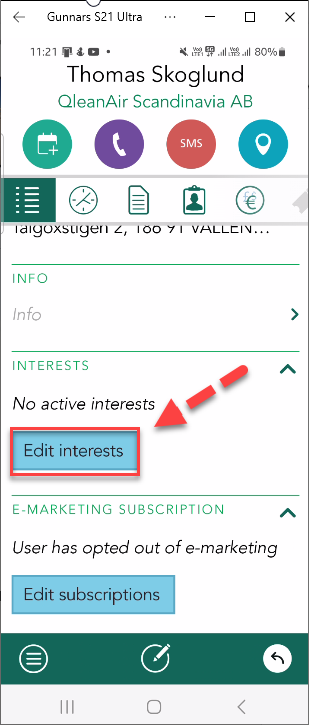 Gunnars S21 Ultra
11:21
80%
Thomas Skoglund
QleanAir Scandinavia AB
SMS
Talgoxstigen 2, 186 91 VALLEN…
INFO
Info
INTERESTS
No active interests
Edit interests
E-MARKETING SUBSCRIPTION
User has opted out of e-marketing
Edit subscriptions